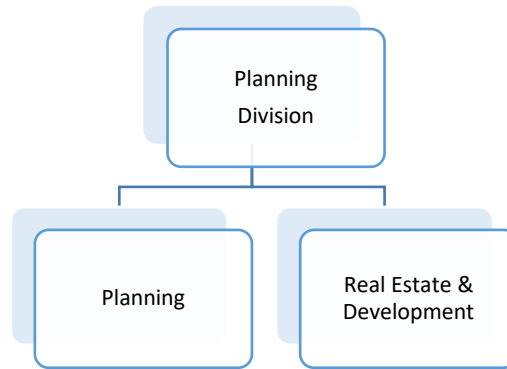 Planning
Division
Planning
Real Estate &
Development